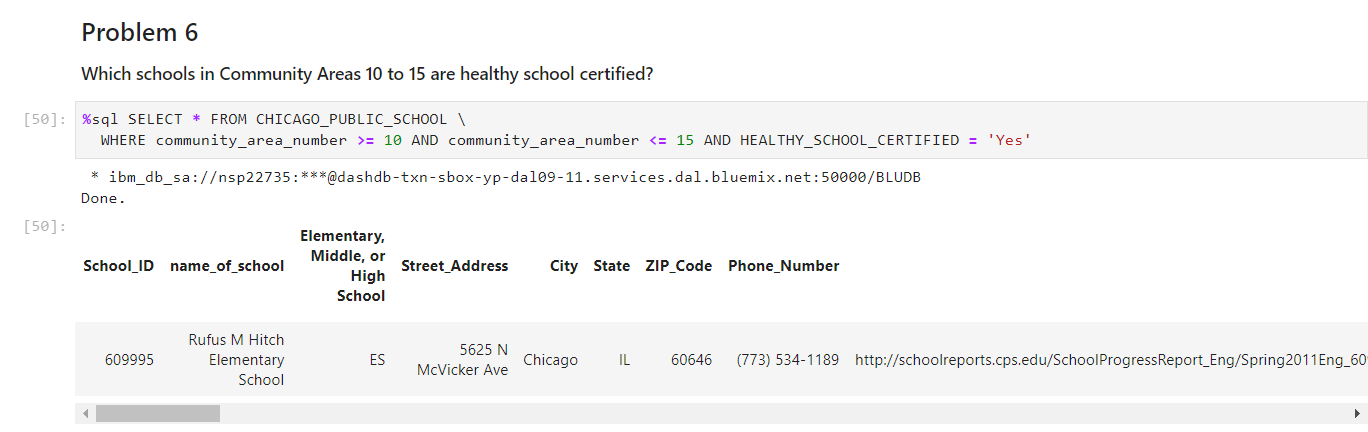 Problem 6
Which schools in Community Areas 10 to 15 are healthy school certified?
[50]: %sql SELECT * FROM CHICAGO_PUBLIC_SCHOOL \
WHERE community_area_number >= 10 AND community_area_number <= 15 AND HEALTHY_SCHOOL_CERTIFIED = 'Yes'
* ibm_db_sa://nsp22735:***@dashdb-txn-sbox-yp-dal09-11.services.dal.bluemix.net:50000/BLUDB
Done.
[50]:
Elementary,
Middle, or
School_ID name_of_school High Street_Address City State ZIP_Code Phone_Number
School
Rufus M Hitch
609995 Elementary ES 5625 N Chicago IL 60646 (773) 534-1189 http://schoolreports.cps.edu/SchoolProgressReport_Eng/Spring2011Eng_60
School McVicker Ave